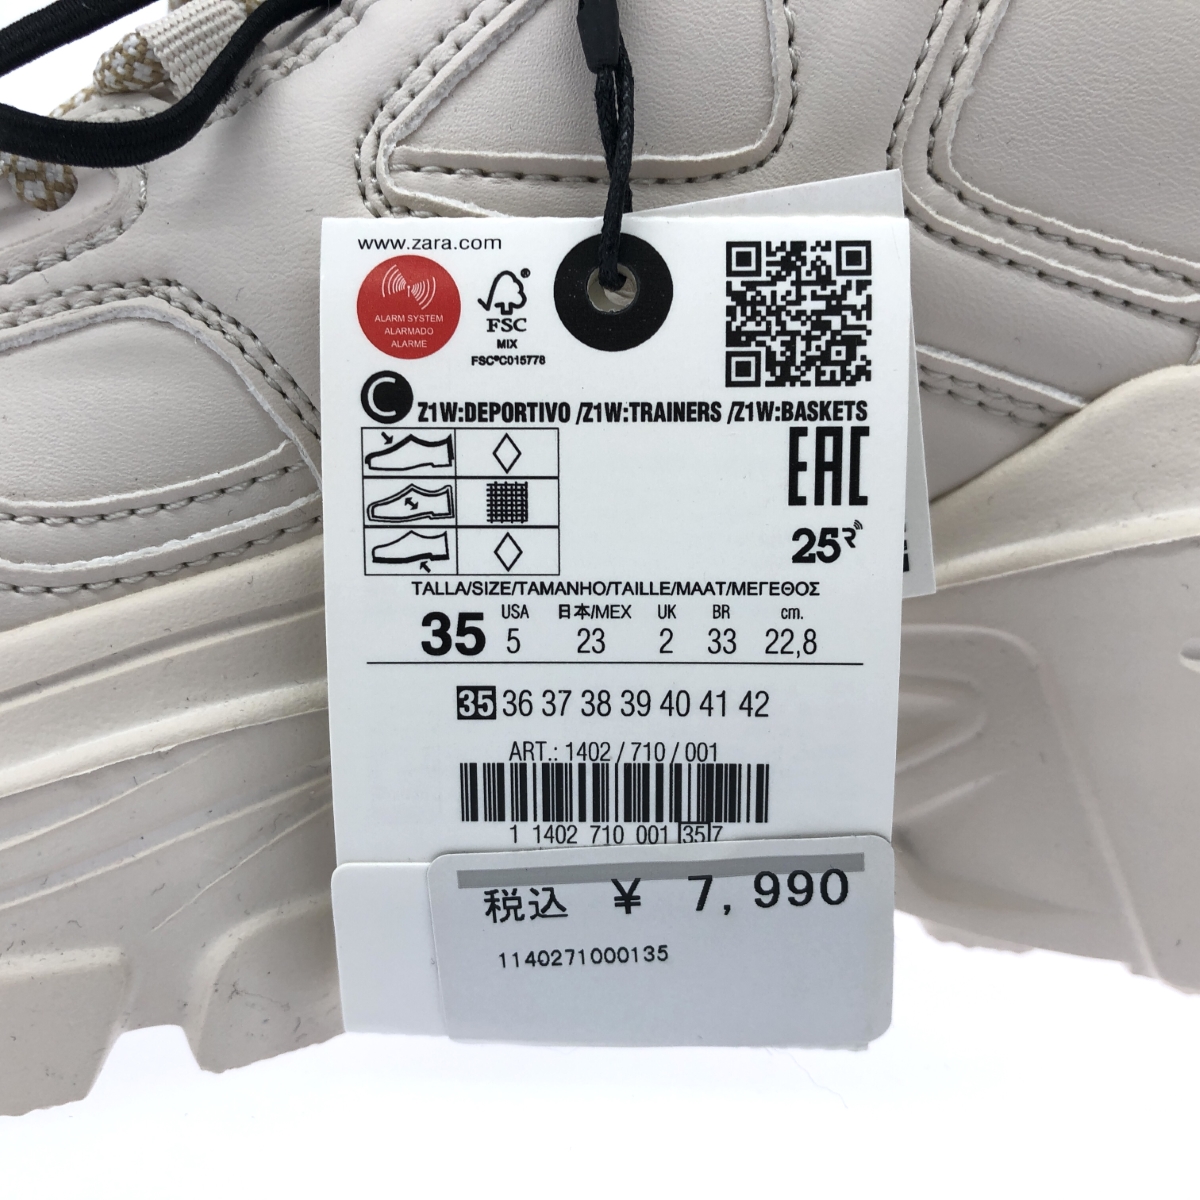 www.zara.com
ALARM SYSTEM
ALARMADO
ALARME
FSC
MIX
FSC®C015778
C Z1W:DEPORTIVO /Z1W:TRAINERS /Z1W:BASKETS
EAC
25R
TALLA/SIZE/TAMANHO/TAILLE/MAAT/ΜΕΓΕΘΟΣ
USA 日本/MEX UK BR cm.
35 5 23 2 33 22,8
35 36 37 38 39 40 41 42
ART.: 1402 / 710 / 001
1 1402 710 001 35 7
税込 ¥ 7,990
1140271000135